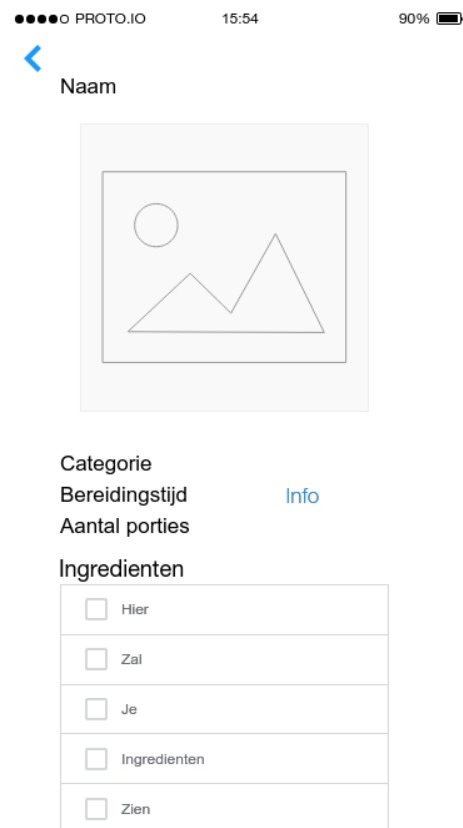 PROTO.IO 15:54 90%
Naam
Categorie
Bereidingstijd Info
Aantal porties
Ingredienten
Hier
Zal
Je
Ingredienten
Zien